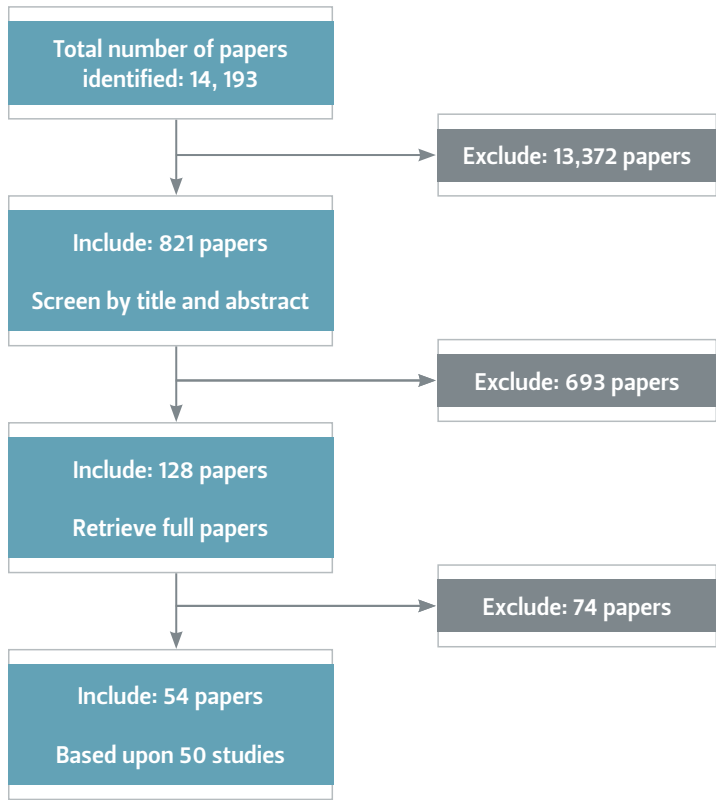 Total number of papers
identified: 14, 193
Exclude: 13,372 papers
Include: 821 papers
Screen by title and abstract
Exclude: 693 papers
Include: 128 papers
Retrieve full papers
Exclude: 74 papers
Include: 54 papers
Based upon 50 studies